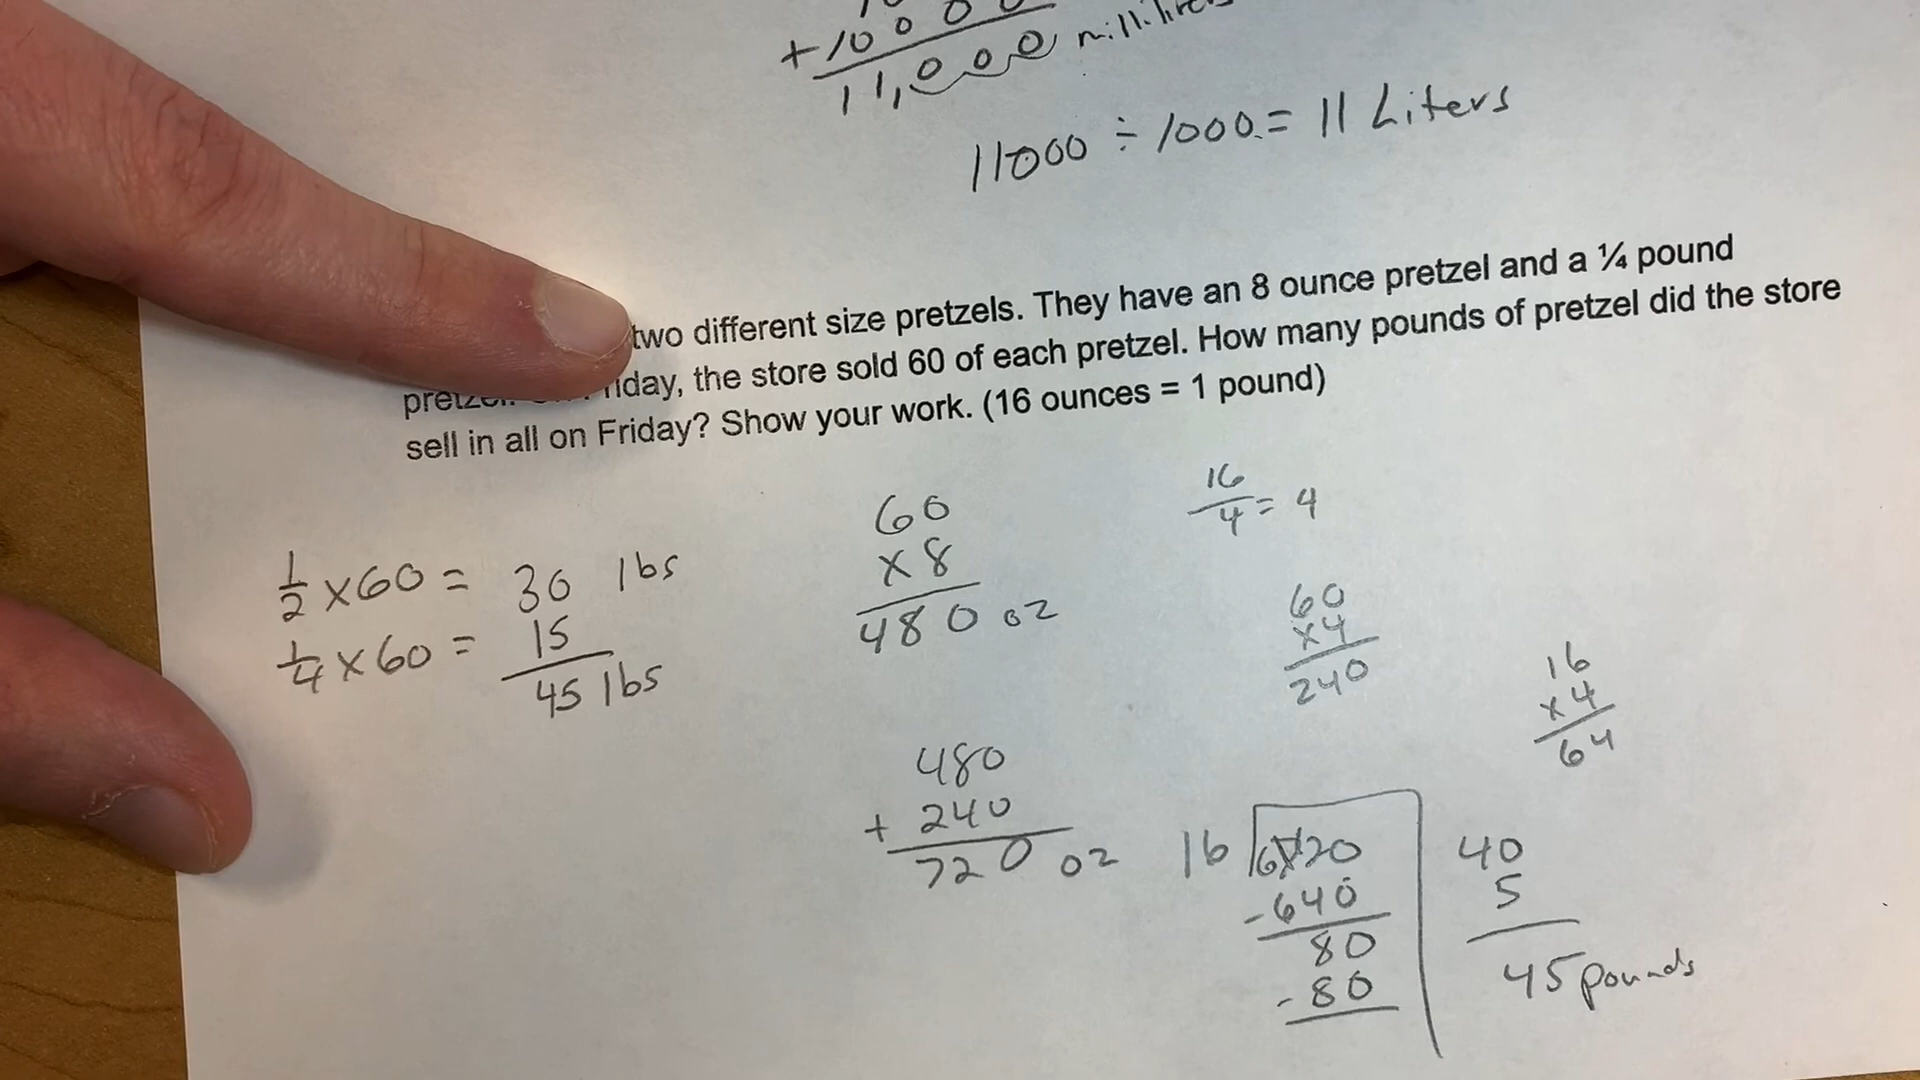 +10000
11,000 milliliters
11000 ÷ 1000 = 11 Liters
two different size pretzels. They have an 8 ounce pretzel and a ¼ pound
the store sold 60 of each pretzel. How many pounds of pretzel did the store
sell in all on Friday? Show your work. (16 ounces = 1 pound)
1/2 x 60 = 30 lbs
1/4 x 60 = 15
45 lbs
60
x 8
480 oz
16/4 = 4
60
x4
240
16
x 4
64
480
+ 240
720 oz
16 720
-640
80
- 80
40
5
45 pounds